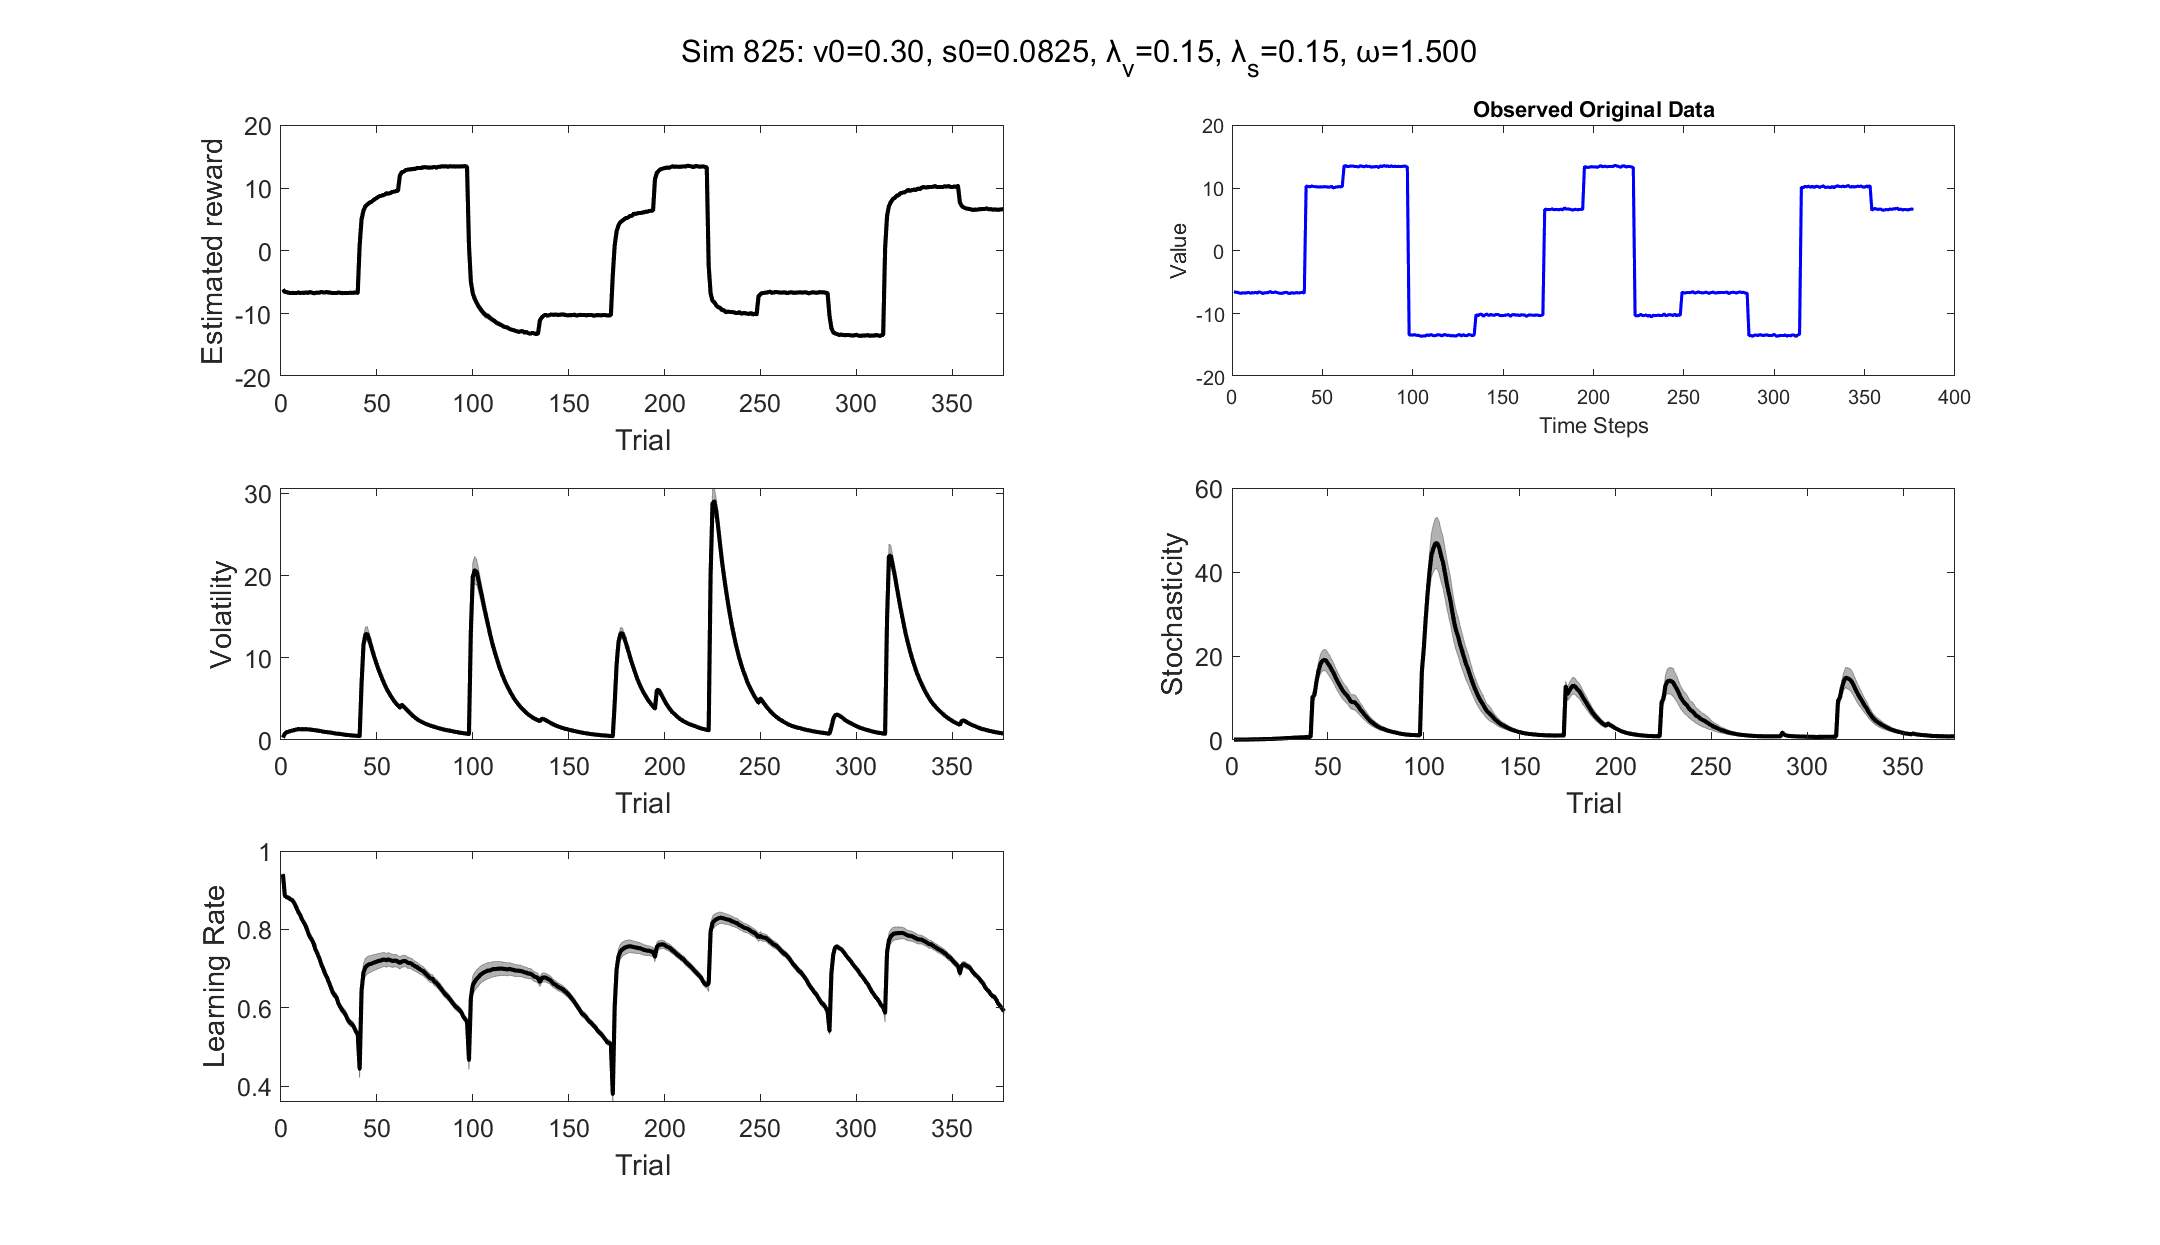 Sim 825: v0=0.30, s0=0.0825, λv=0.15, λs=0.15, ω=1.500
Estimated reward
20
10
0
-10
-20
0 50 100 150 200 250 300 350
Trial
Observed Original Data
Value
20
10
0
-10
-20
0 50 100 150 200 250 300 350 400
Time Steps
Volatility
30
20
10
0
0 50 100 150 200 250 300 350
Trial
Stochasticity
60
40
20
0
0 50 100 150 200 250 300 350
Trial
Learning Rate
1
0.8
0.6
0.4
0 50 100 150 200 250 300 350
Trial